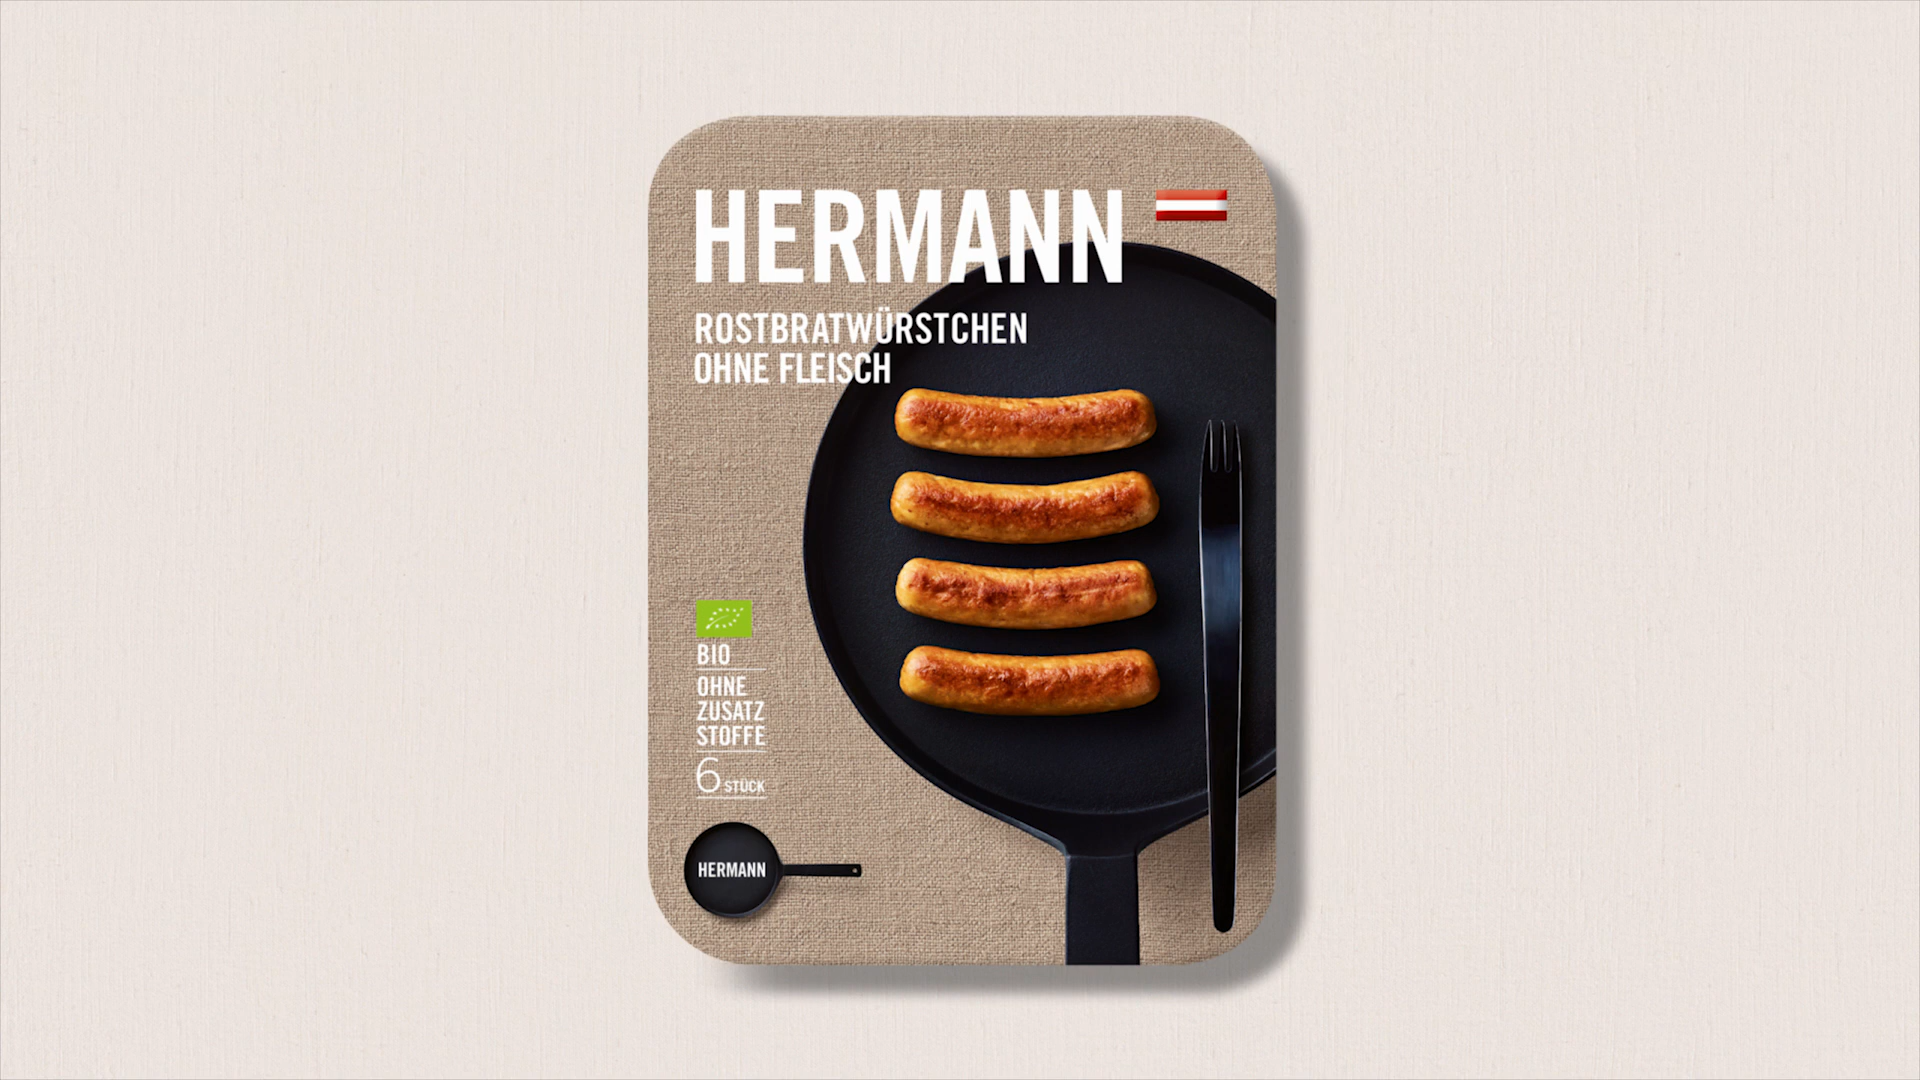 HERMANN
ROSTBRATWÜRSTCHEN
OHNE FLEISCH
BIO
OHNE
ZUSATZ
STOFFE
6 STÜCK
HERMANN